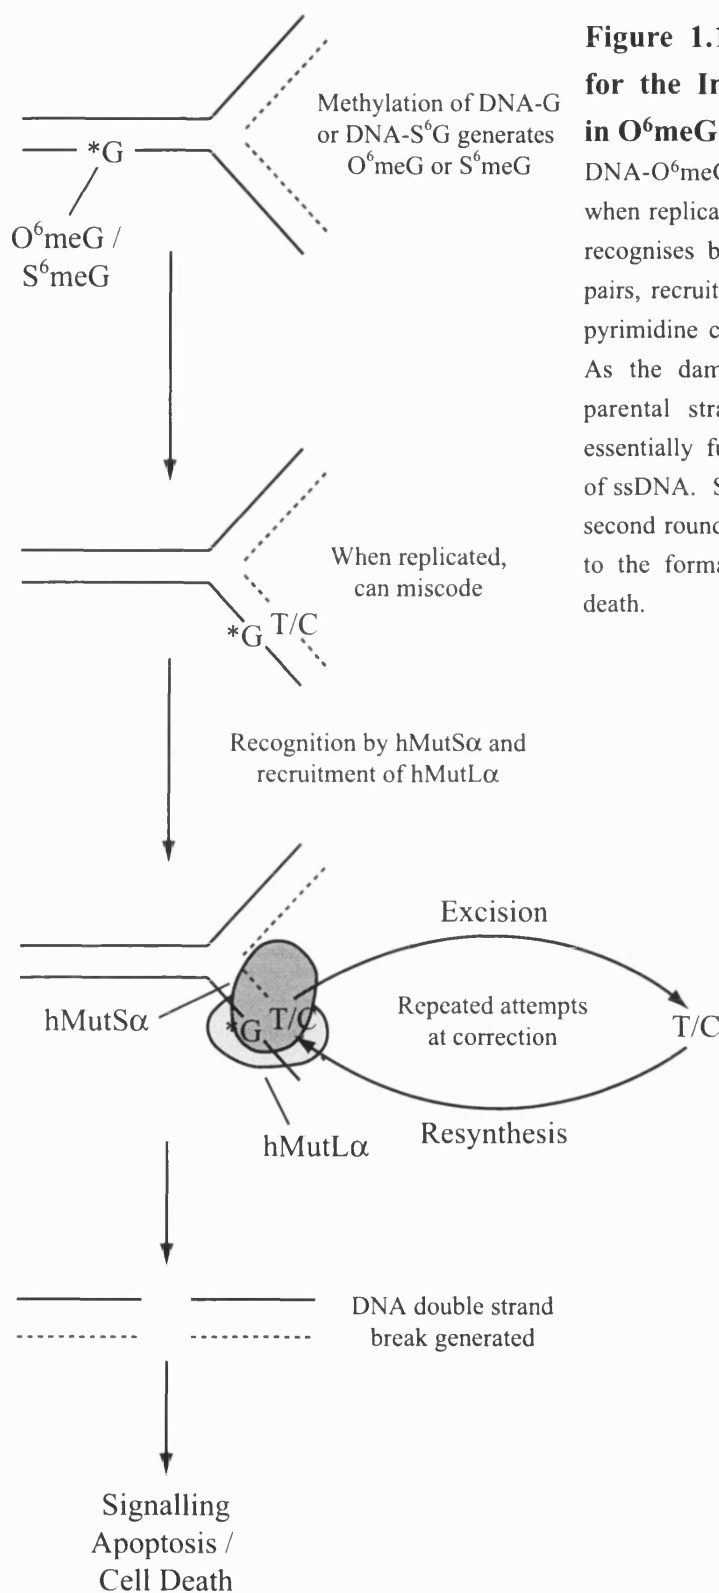 Figure 1.1
for the In
in O⁶meG
DNA-O⁶meG
when replica
recognises b
pairs, recruit
pyrimidine c
As the dam
parental stra
essentially fu
of ssDNA. S
second round
to the forma
death.
Methylation of DNA-G
or DNA-S⁶G generates
O⁶meG or S⁶meG
*G
O⁶meG /
S⁶meG
When replicated,
can miscode
*G T/C
Recognition by hMutSα and
recruitment of hMutLα
Excision
hMutSα
*G T/C
Repeated attempts
at correction
T/C
hMutLα
Resynthesis
DNA double strand
break generated
Signalling
Apoptosis /
Cell Death